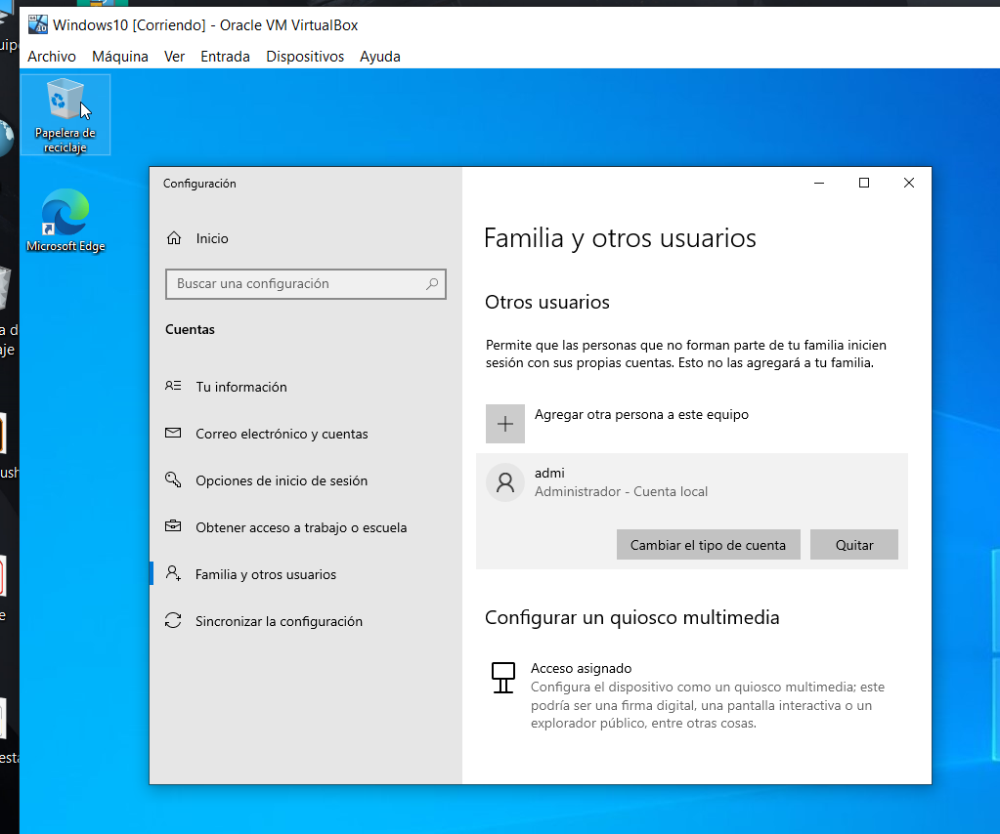 Windows10 [Corriendo] - Oracle VM VirtualBox
Archivo Máquina Ver Entrada Dispositivos Ayuda
Papelera de
reciclaje
Microsoft Edge
Configuración
Inicio
Buscar una configuración
Cuentas
Tu información
Correo electrónico y cuentas
Opciones de inicio de sesión
Obtener acceso a trabajo o escuela
Familia y otros usuarios
Sincronizar la configuración
Familia y otros usuarios
Otros usuarios
Permite que las personas que no forman parte de tu familia inicien
sesión con sus propias cuentas. Esto no las agregará a tu familia.
Agregar otra persona a este equipo
admi
Administrador - Cuenta local
Cambiar el tipo de cuenta
Quitar
Configurar un quiosco multimedia
Acceso asignado
Configura el dispositivo como un quiosco multimedia; este
podría ser una firma digital, una pantalla interactiva o un
explorador público, entre otras cosas.